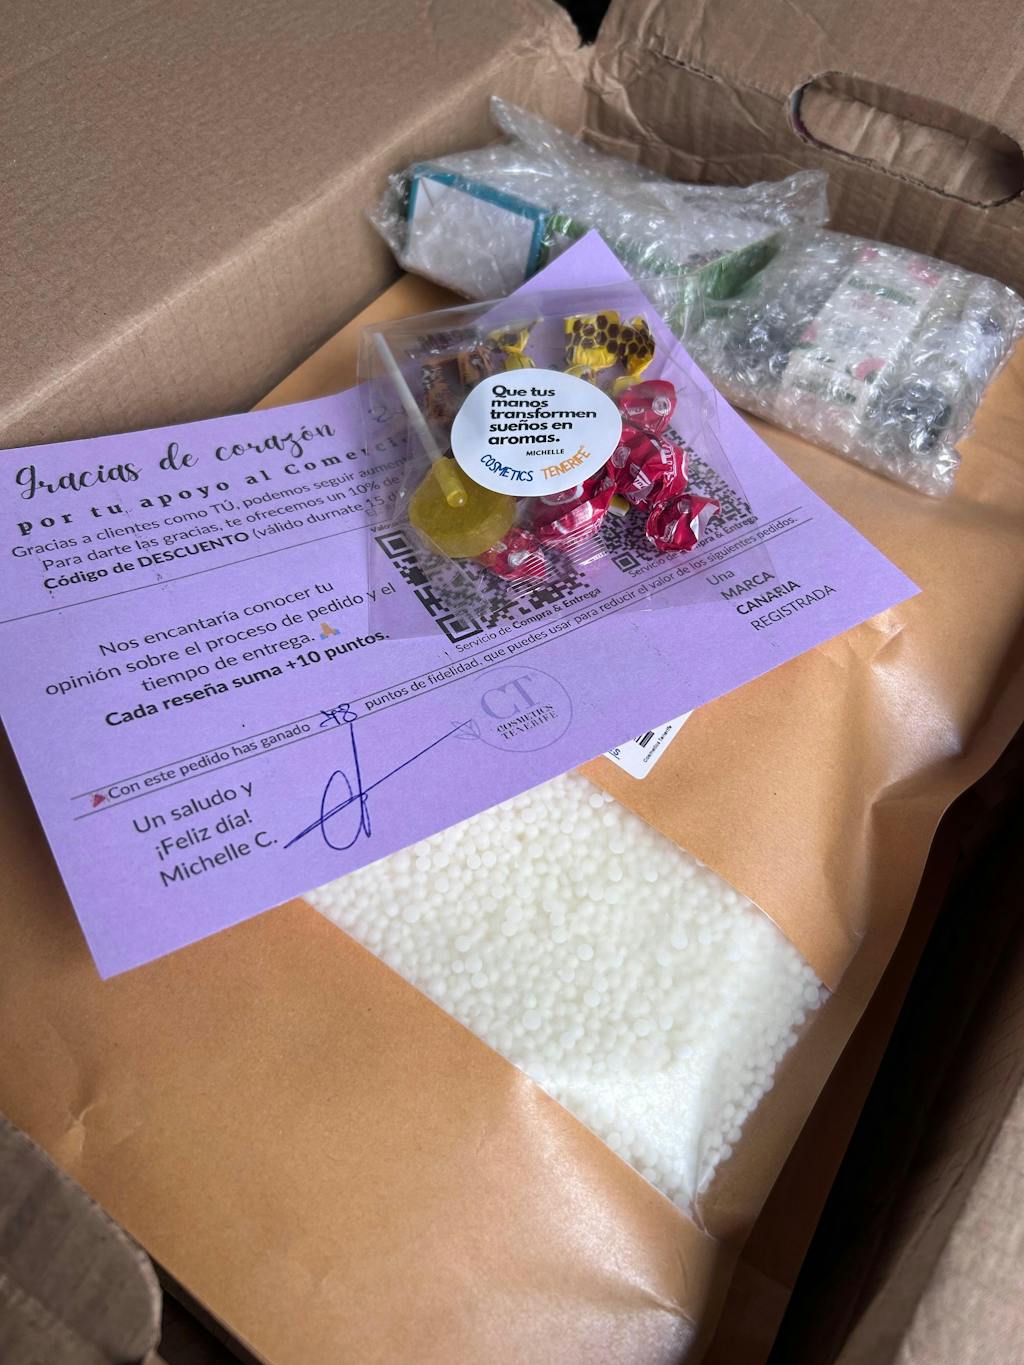 Gracias de corazón
por tu apoyo al Comerc
Gracias a clientes como TÚ, podemos seguir aumen
Para darte las gracias, te ofrecemos un 10% de
Código de DESCUENTO (válido durnate 15 d
Nos encantaría conocer tu
opinión sobre el proceso de pedido y el
tiempo de entrega. 🙏
Cada reseña suma +10 puntos.
Que tus
manos
transformen
sueños en
aromas.
MICHELLE
COSMETICS TENERIFE
Servicio de Compra & Entrega
Servicio & Entrega
Una
MARCA
CANARIA
REGISTRADA
Con este pedido has ganado 48 puntos de fidelidad, que puedes usar para reducir el valor de los siguientes pedidos.
CT
COSMETICS
TENERIFE
Un saludo y
¡Feliz día!
Michelle C.
Cosmetics Tenerife